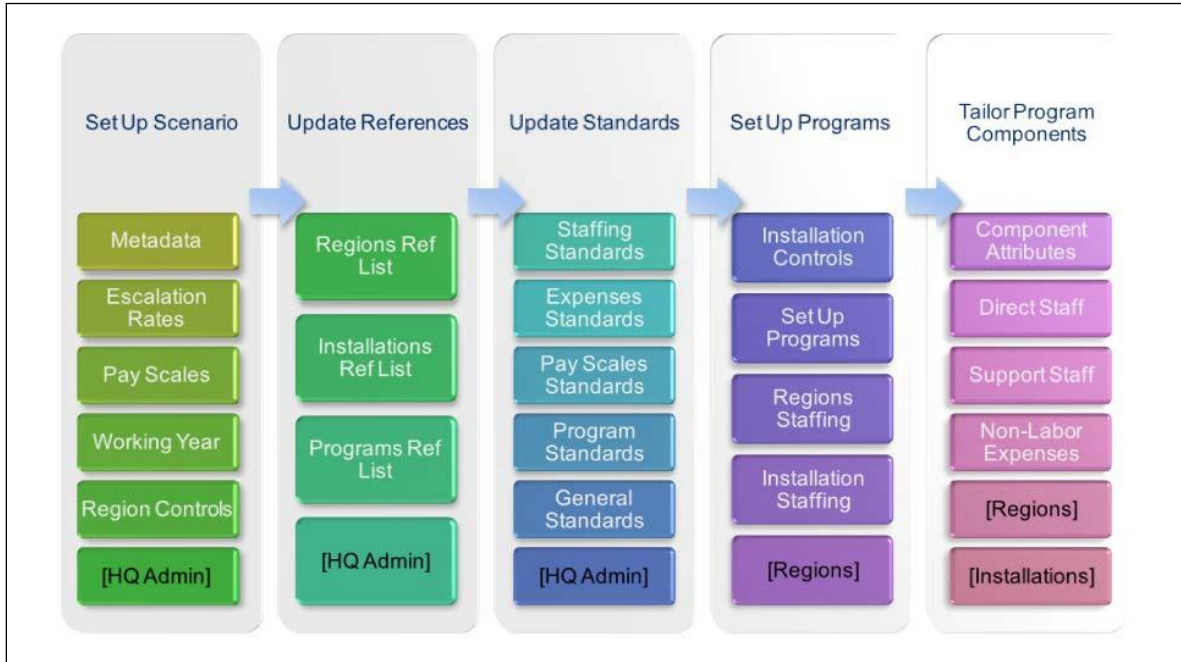 Set Up Scenario
Metadata
Escalation
Rates
Pay Scales
Working Year
Region Controls
[HQ Admin]
Update References
Regions Ref
List
Installations
Ref List
Programs Ref
List
[HQ Admin]
Update Standards
Staffing
Standards
Expenses
Standards
Pay Scales
Standards
Program
Standards
General
Standards
[HQ Admin]
Set Up Programs
Installation
Controls
Set Up
Programs
Regions
Staffing
Installation
Staffing
[Regions]
Tailor Program
Components
Component
Attributes
Direct Staff
Support Staff
Non-Labor
Expenses
[Regions]
[Installations]